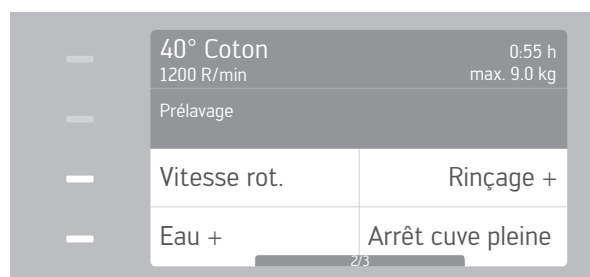 40° Coton 0:55 h
1200 R/min max. 9.0 kg
Prélavage
Vitesse rot. Rinçage +
Eau + Arrêt cuve pleine
2/3